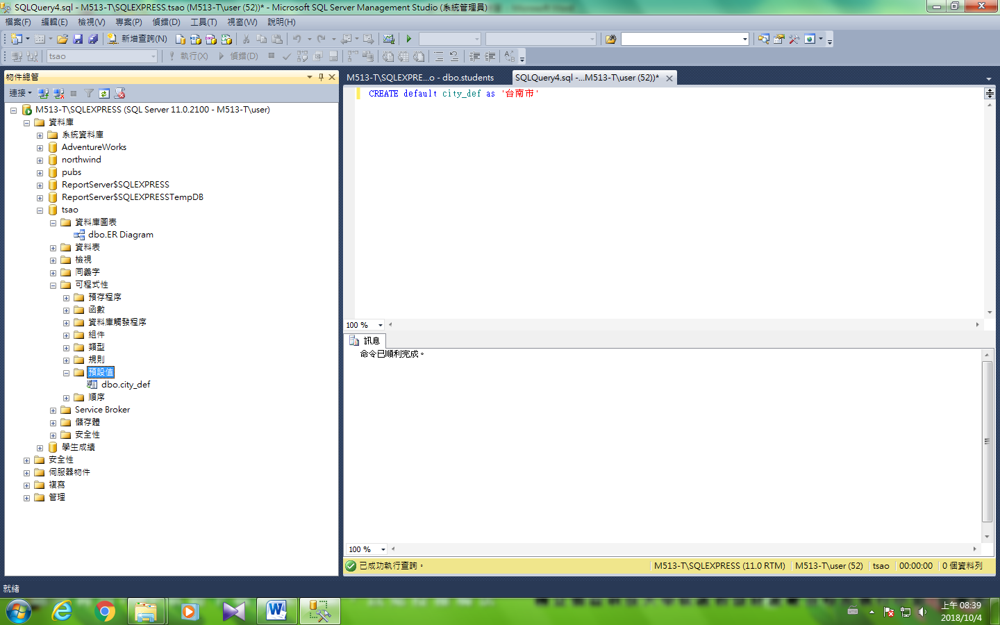 SQLQuery4.sql - M513-T\SQLEXPRESS.tsao (M513-T\user (52))* - Microsoft SQL Server Management Studio (系統管理員)
檔案(F) 編輯(E) 檢視(V) 專案(P) 偵錯(D) 工具(T) 視窗(W) 說明(H)
新增查詢(N)
tsao
執行(X) 偵錯(D)
物件總管
連接
M513-T\SQLEXPRESS (SQL Server 11.0.2100 - M513-T\user)
資料庫
系統資料庫
AdventureWorks
northwind
pubs
ReportServer$SQLEXPRESS
ReportServer$SQLEXPRESSTempDB
tsao
資料庫圖表
dbo.ER Diagram
資料表
檢視
同義字
可程式性
預存程序
函數
資料庫觸發程序
組件
類型
規則
預設值
dbo.city_def
順序
Service Broker
儲存體
安全性
學生成績
安全性
伺服器物件
複寫
管理
M513-T\SQLEXPRE...o - dbo.students
SQLQuery4.sql -...M513-T\user (52))*
CREATE default city_def as '台南市'
100 %
訊息
命令已順利完成。
100 %
已成功執行查詢。
M513-T\SQLEXPRESS (11.0 RTM)
M513-T\user (52)
tsao
00:00:00
0 個資料列
就緒
上午 08:39
2018/10/4